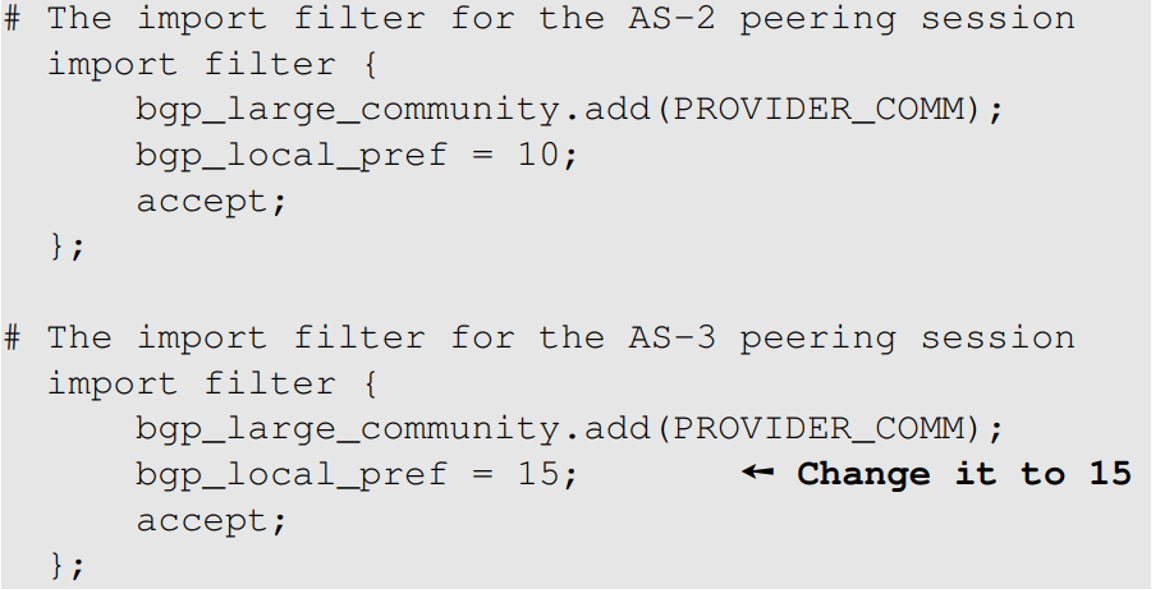 # The import filter for the AS-2 peering session
import filter {
bgp_large_community.add(PROVIDER_COMM);
bgp_local_pref = 10;
accept;
};
# The import filter for the AS-3 peering session
import filter {
bgp_large_community.add(PROVIDER_COMM);
bgp_local_pref = 15; ← Change it to 15
accept;
};